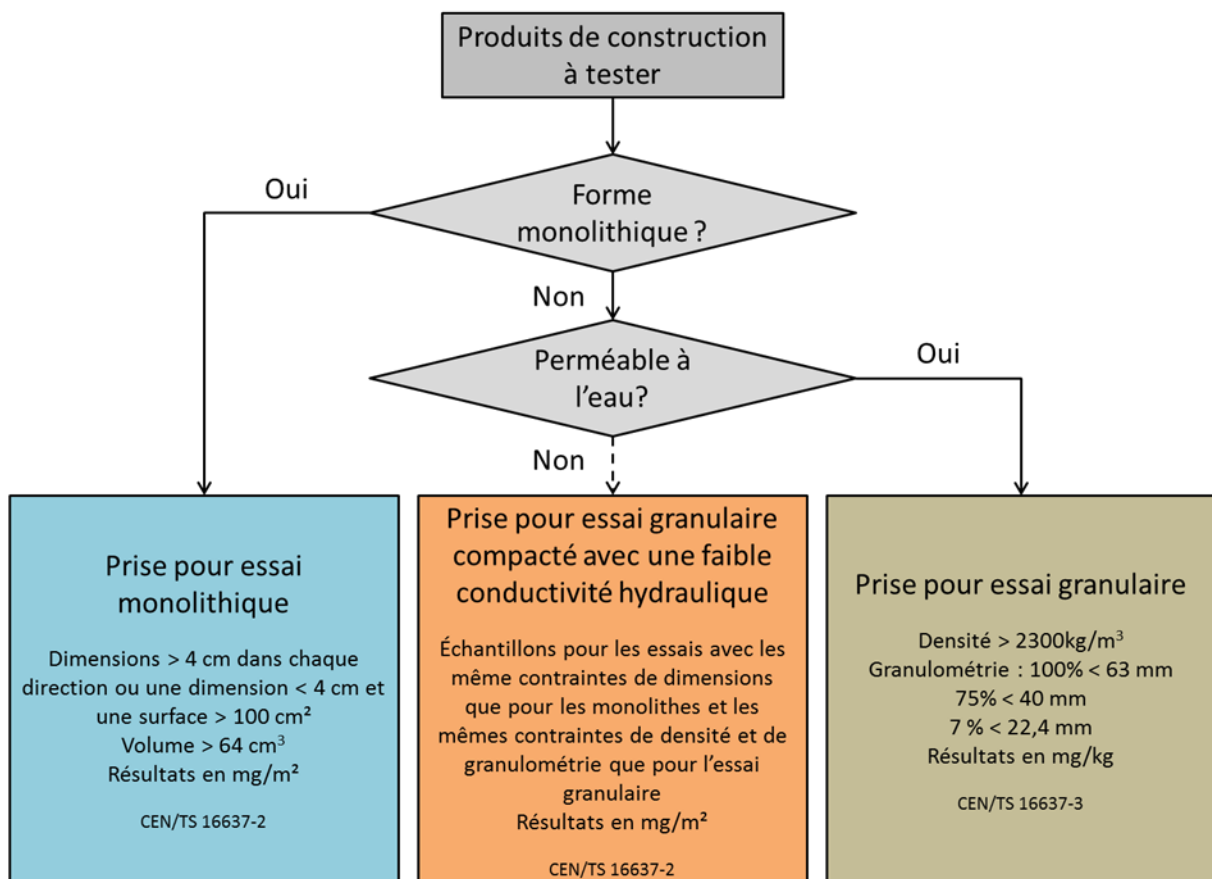 Produits de construction
à tester
Oui
Forme
monolithique ?
Non
Perméable à
l'eau?
Oui
Non
Prise pour essai
monolithique
Dimensions > 4 cm dans chaque
direction ou une dimension < 4 cm et
une surface > 100 cm²
Volume > 64 cm³
Résultats en mg/m²
CEN/TS 16637-2
Prise pour essai granulaire
compacté avec une faible
conductivité hydraulique
Échantillons pour les essais avec les
même contraintes de dimensions
que pour les monolithes et les
mêmes contraintes de densité et de
granulométrie que pour l'essai
granulaire
Résultats en mg/m²
CEN/TS 16637-2
Prise pour essai granulaire
Densité > 2300kg/m³
Granulométrie : 100% < 63 mm
75% < 40 mm
7 % < 22,4 mm
Résultats en mg/kg
CEN/TS 16637-3